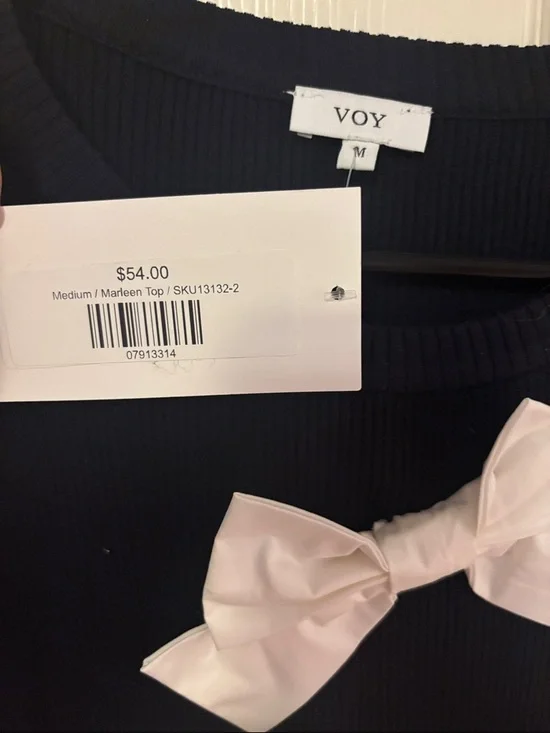 VOY
M
$54.00
Medium / Marleen Top / SKU13132-2
07913314